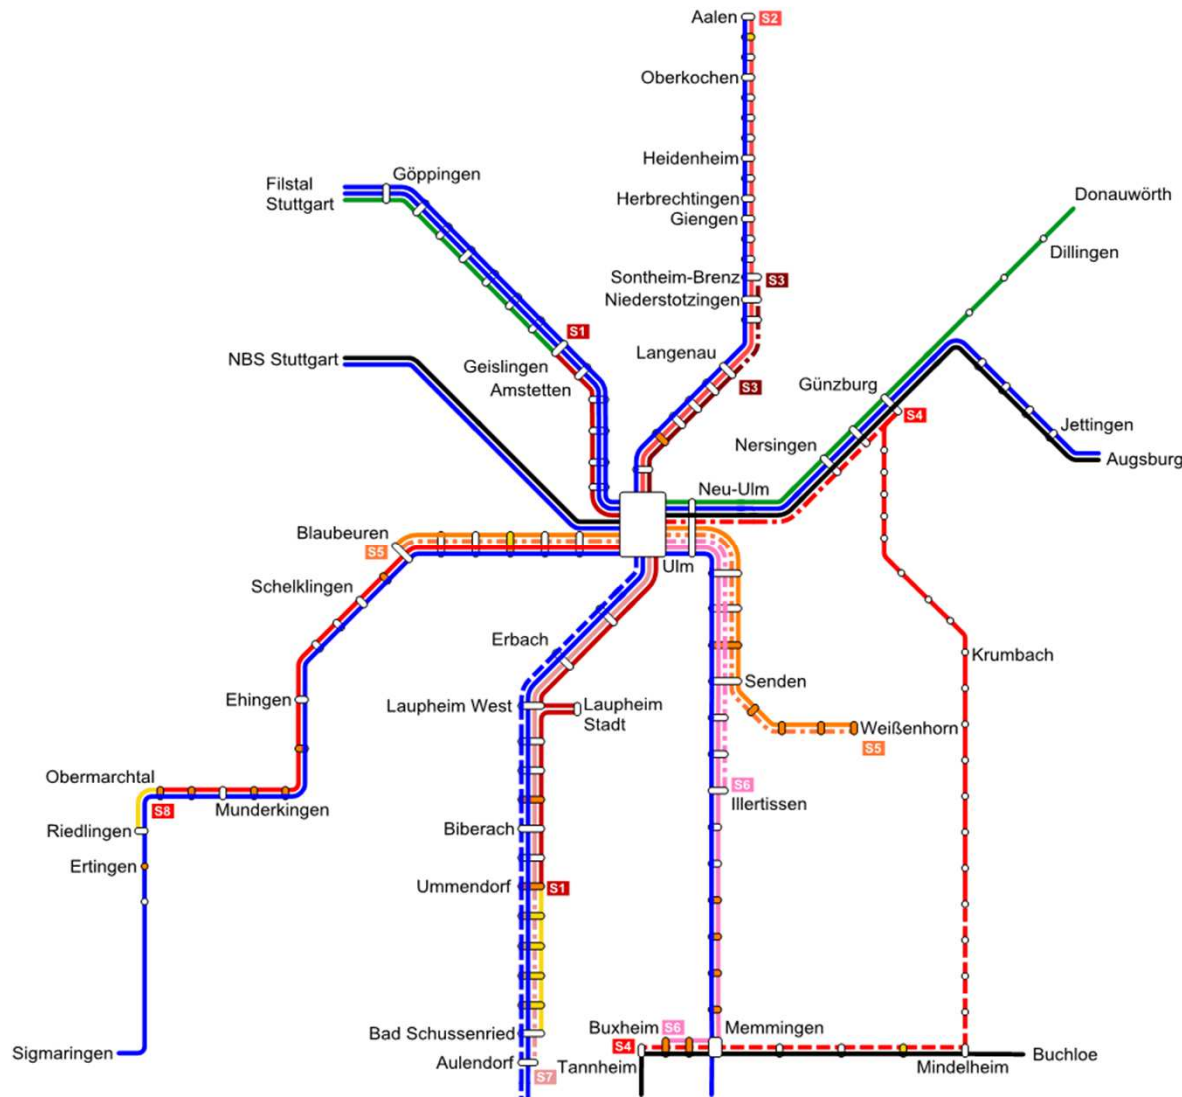 Aalen S2
Oberkochen
Heidenheim
Herbrechtingen
Giengen
Sontheim-Brenz S3
Niederstotzingen
Langenau
S3
Göppingen
Filstal
Stuttgart
S1
Geislingen
Amstetten
NBS Stuttgart
Donauwörth
Dillingen
Günzburg
S4
Nersingen
Jettingen
Augsburg
Neu-Ulm
Ulm
Blaubeuren
S5
Schelklingen
Erbach
Krumbach
Ehingen
Laupheim West
Laupheim
Stadt
Senden
Weißenhorn
S5
Obermarchtal
S8
Munderkingen
S6
Illertissen
Riedlingen
Biberach
Ertingen
Ummendorf S1
Bad Schussenried
Buxheim S6
Memmingen
S4
Sigmaringen
Aulendorf
S7
Tannheim
Mindelheim
Buchloe